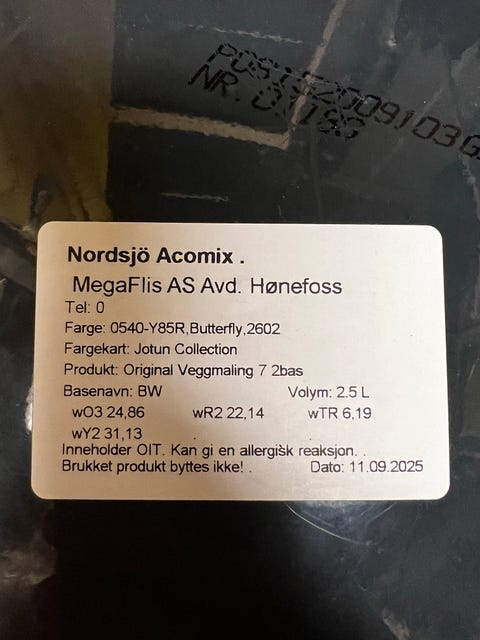 NR. 01193
Nordsjö Acomix .
MegaFlis AS Avd. Hønefoss
Tel: 0
Farge: 0540-Y85R,Butterfly,2602
Fargekart: Jotun Collection
Produkt: Original Veggmaling 7 2bas
Basenavn: BW Volym: 2.5 L
wO3 24,86 wR2 22,14 wTR 6,19
wY2 31,13
Inneholder OIT. Kan gi en allergisk reaksjon. .
Brukket produkt byttes ikke! . Dato: 11.09.2025